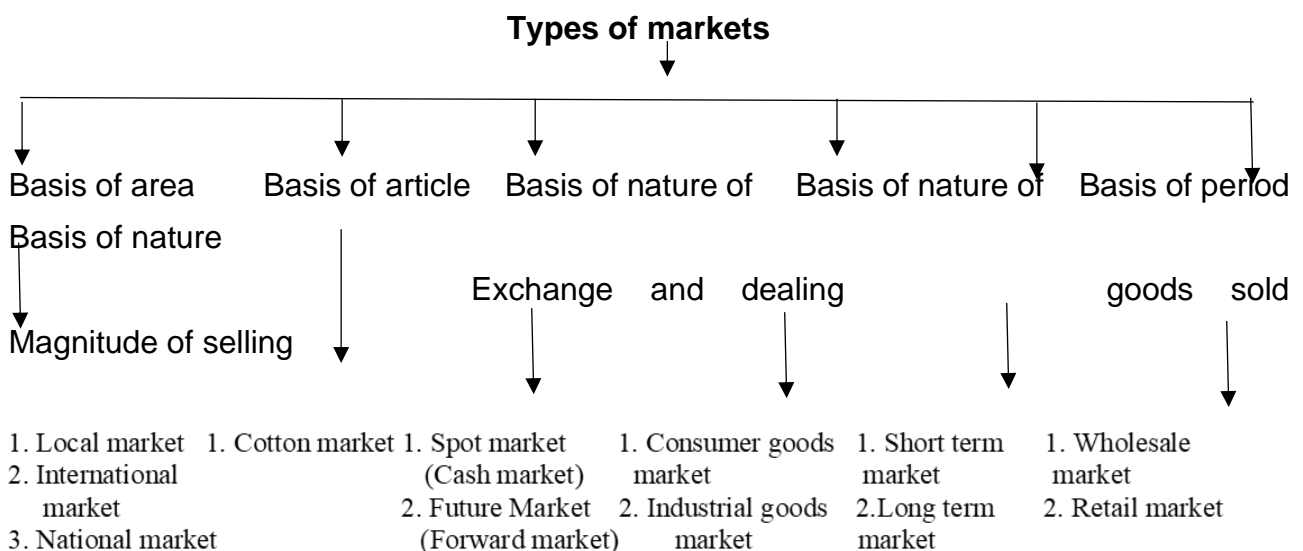 Types of markets
Basis of area Basis of article Basis of nature of Basis of nature of Basis of period
Basis of nature
Exchange and dealing goods sold
Magnitude of selling
1. Local market 1. Cotton market 1. Spot market 1. Consumer goods 1. Short term 1. Wholesale
2. International (Cash market) market market market
market 2. Future Market 2. Industrial goods 2.Long term 2. Retail market
3. National market (Forward market) market market